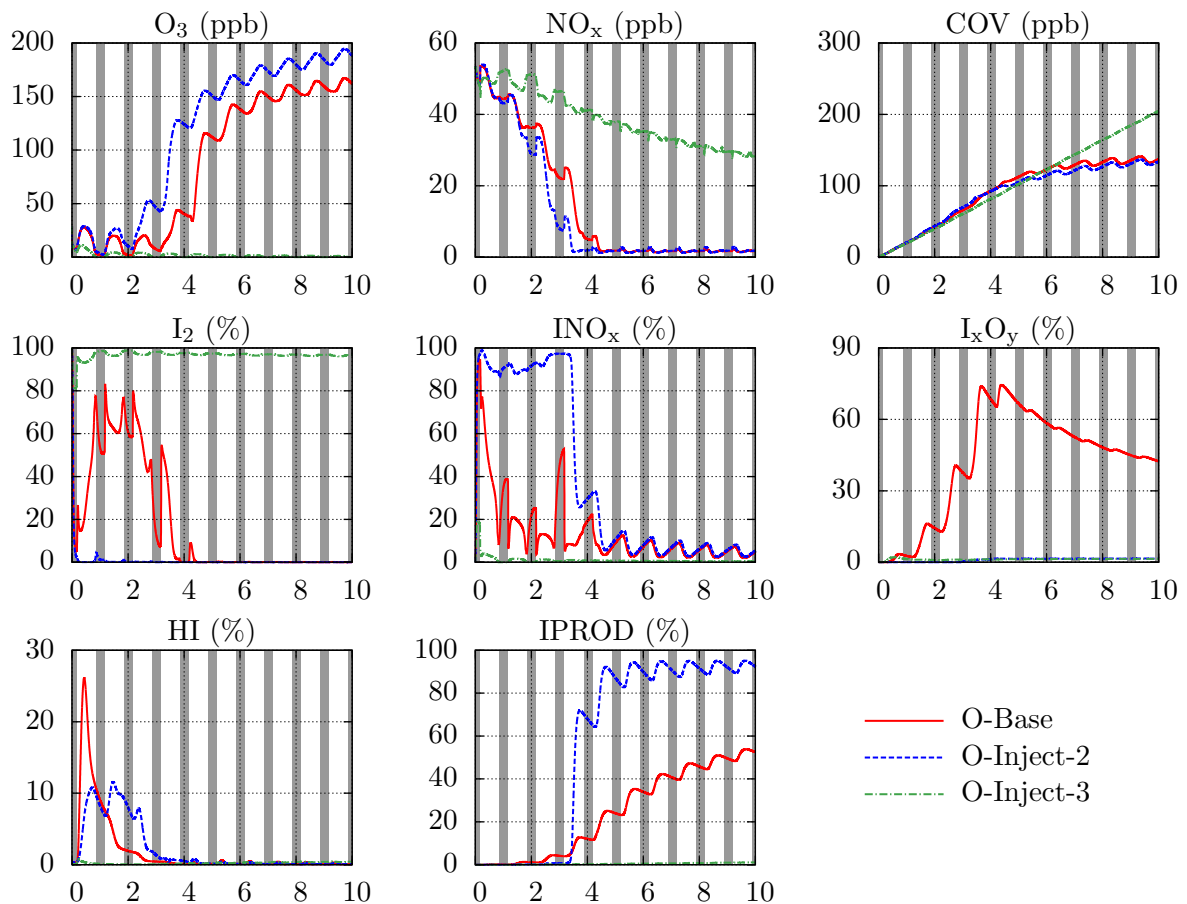 O₃ (ppb)
200
150
100
50
0
0 2 4 6 8 10
NOₓ (ppb)
60
40
20
0
0 2 4 6 8 10
COV (ppb)
300
200
100
0
0 2 4 6 8 10
I₂ (%)
100
80
60
40
20
0
0 2 4 6 8 10
INOₓ (%)
100
80
60
40
20
0
0 2 4 6 8 10
IₓOᵧ (%)
90
60
30
0
0 2 4 6 8 10
HI (%)
30
20
10
0
0 2 4 6 8 10
IPROD (%)
100
80
60
40
20
0
0 2 4 6 8 10
O-Base
O-Inject-2
O-Inject-3